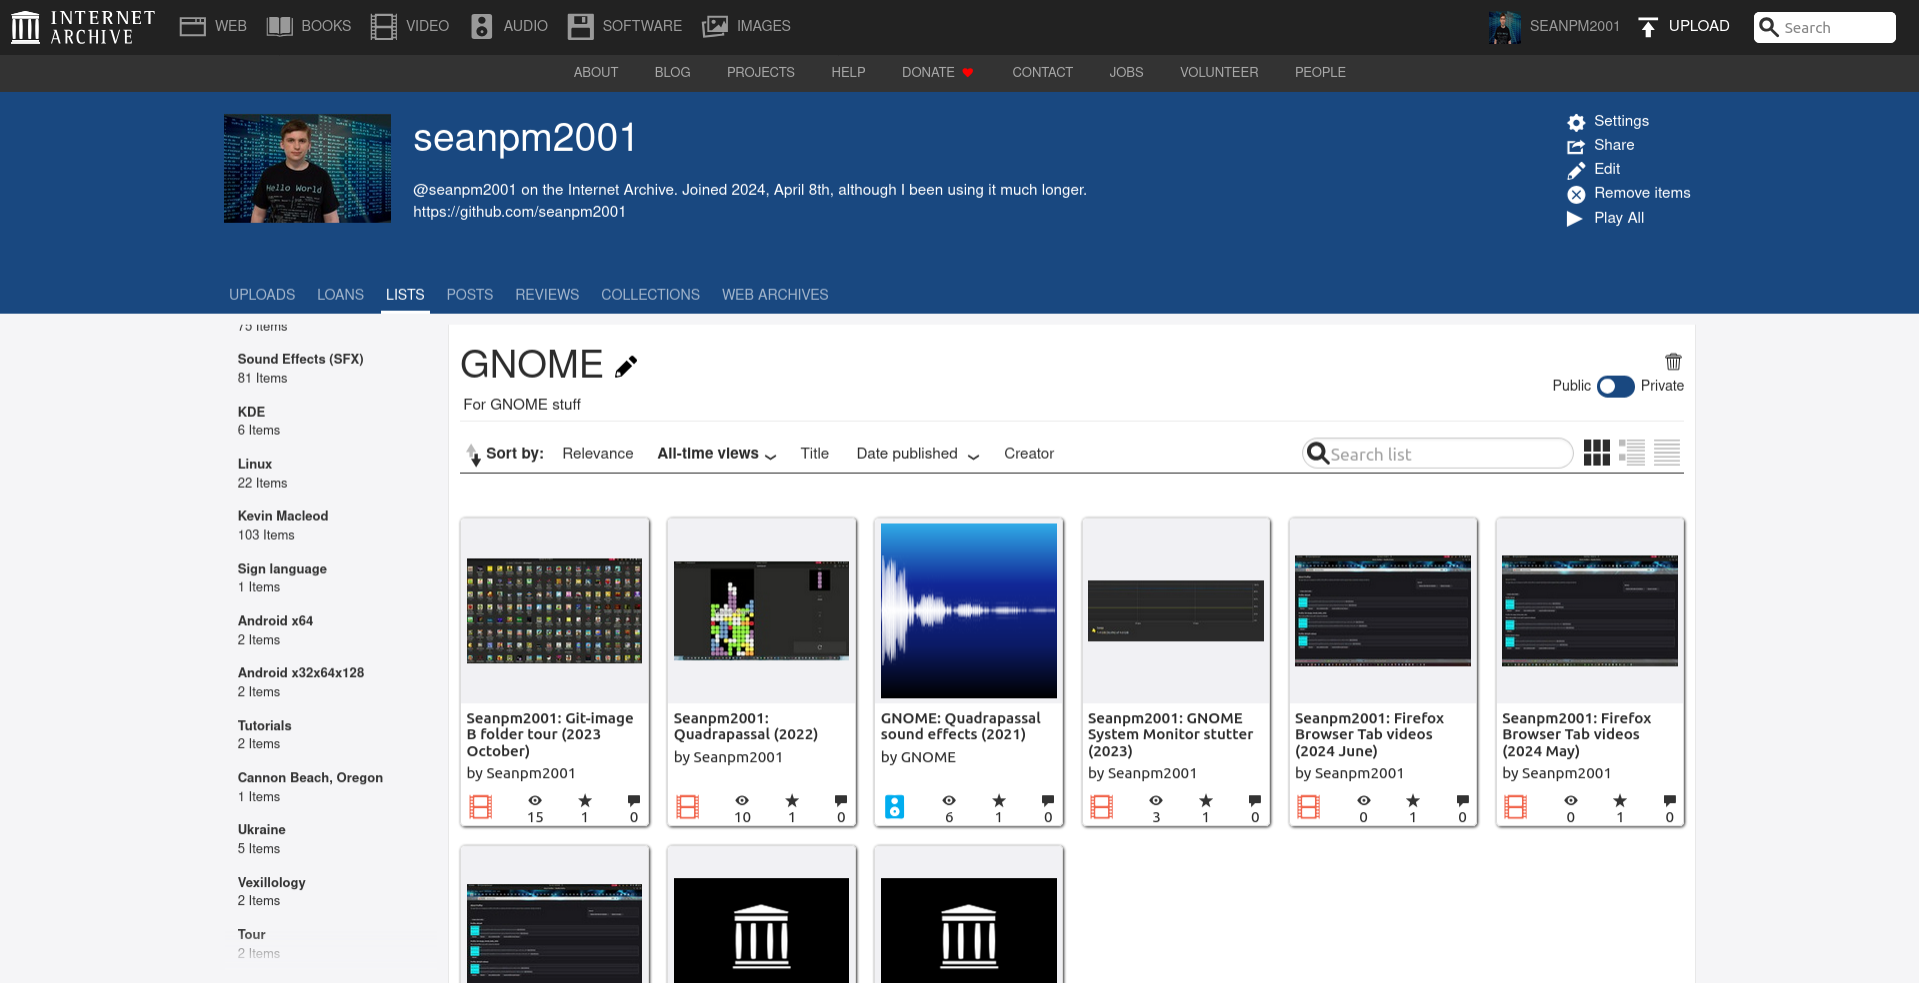 INTERNET ARCHIVE
WEB BOOKS VIDEO AUDIO SOFTWARE IMAGES
SEANPM2001 UPLOAD Search
ABOUT BLOG PROJECTS HELP DONATE CONTACT JOBS VOLUNTEER PEOPLE
Hello World
seanpm2001
@seanpm2001 on the Internet Archive. Joined 2024, April 8th, although I been using it much longer.
https://github.com/seanpm2001
Settings
Share
Edit
Remove items
Play All
UPLOADS LOANS LISTS POSTS REVIEWS COLLECTIONS WEB ARCHIVES
75 Items
Sound Effects (SFX)
81 Items
KDE
6 Items
Linux
22 Items
Kevin Macleod
103 Items
Sign language
1 Items
Android x64
2 Items
Android x32x64x128
2 Items
Tutorials
2 Items
Cannon Beach, Oregon
1 Items
Ukraine
5 Items
Vexillology
2 Items
Tour
2 Items
GNOME
For GNOME stuff
Public Private
Sort by: Relevance All-time views Title Date published Creator
Search list
Seanpm2001: Git-image
B folder tour (2023
October)
by Seanpm2001
15 1 0
Seanpm2001:
Quadrapassal (2022)
by Seanpm2001
10 1 0
GNOME: Quadrapassal
sound effects (2021)
by GNOME
6 1 0
Seanpm2001: GNOME
System Monitor stutter
(2023)
by Seanpm2001
3 1 0
Seanpm2001: Firefox
Browser Tab videos
(2024 June)
by Seanpm2001
0 1 0
Seanpm2001: Firefox
Browser Tab videos
(2024 May)
by Seanpm2001
0 1 0